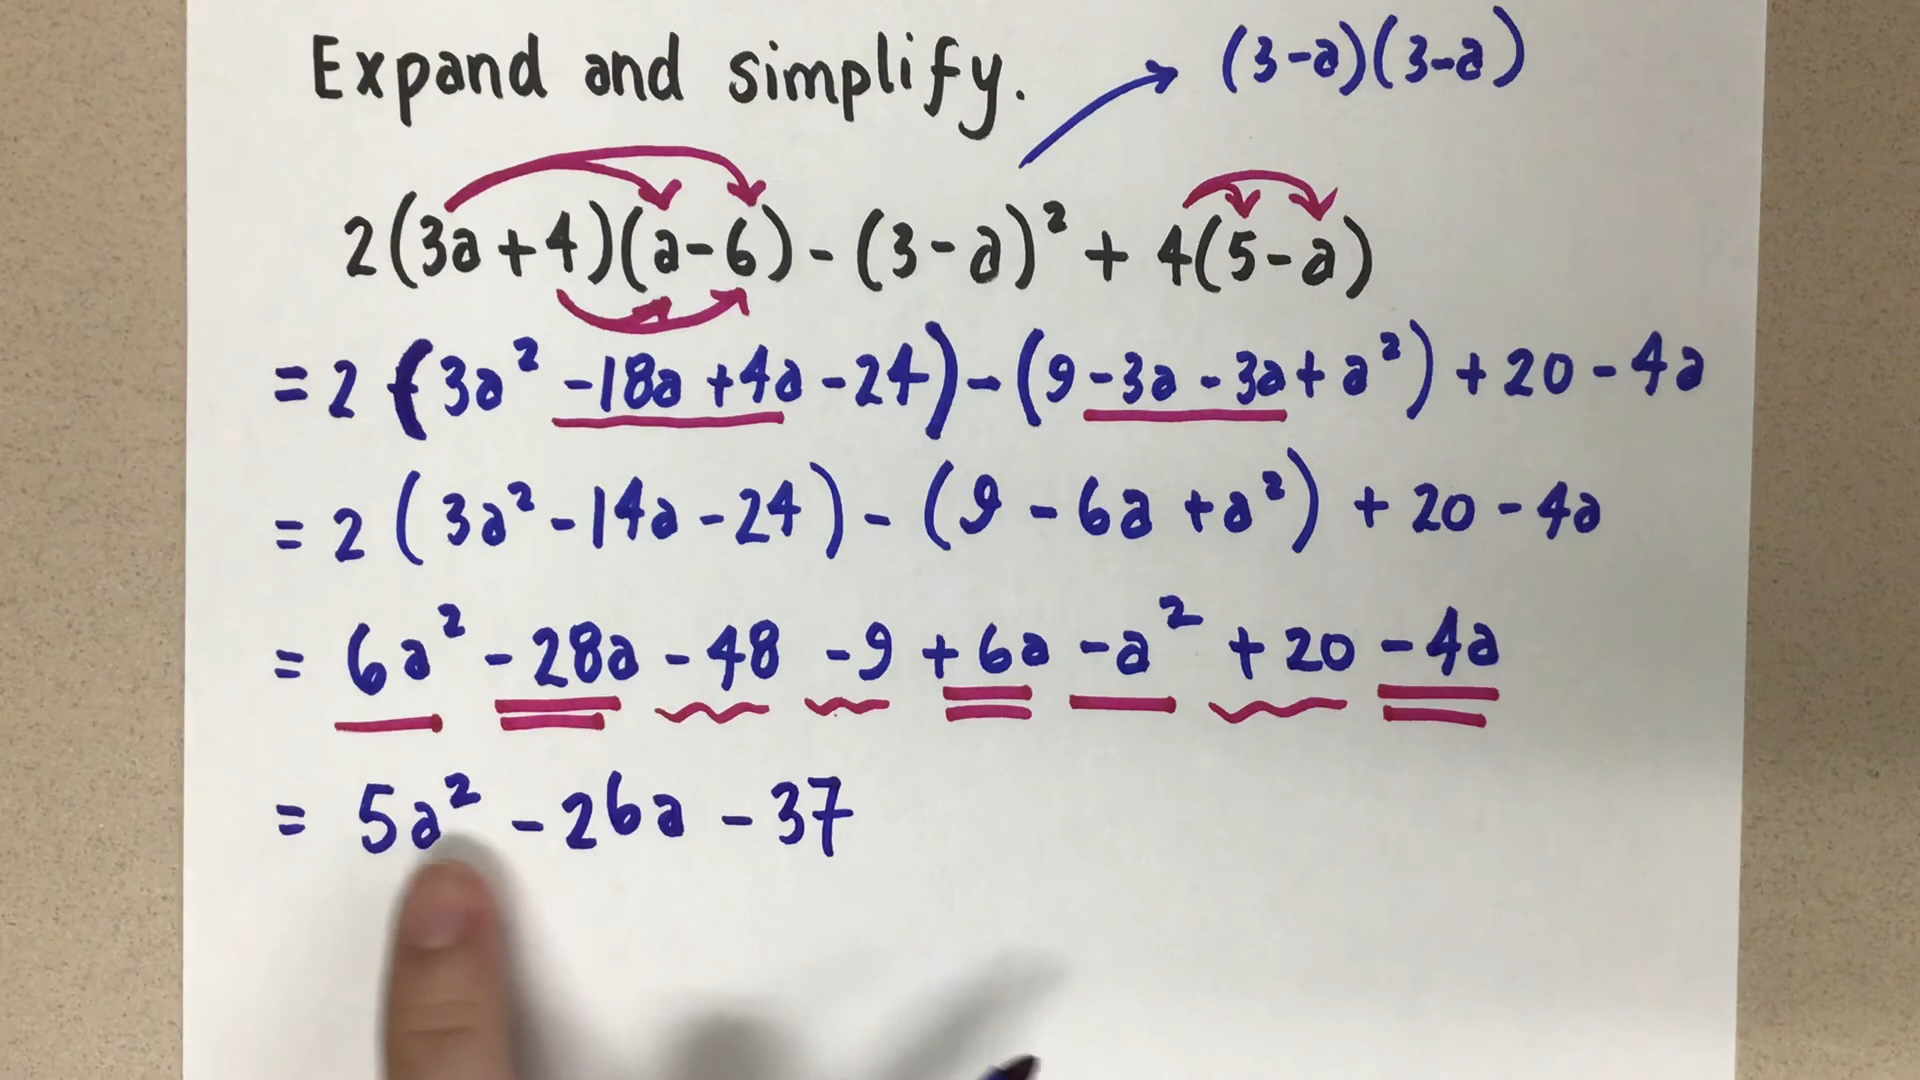 Expand and simplify.
(3-a)(3-a)
2(3a+4)(a-6)-(3-a)²+4(5-a)
=2(3a²-18a+4a-24)-(9-3a-3a+a²)+20-4a
=2(3a²-14a-24)-(9-6a+a²)+20-4a
=6a²-28a-48-9+6a-a²+20-4a
=5a²-26a-37